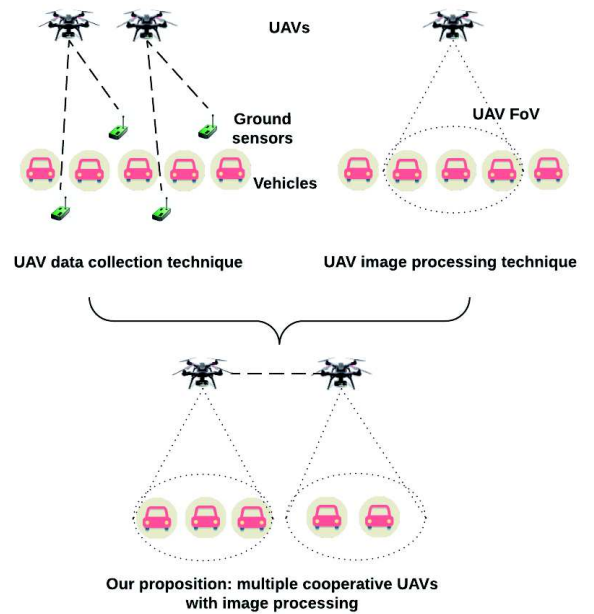 UAVs
UAV FoV
Ground
sensors
Vehicles
UAV data collection technique
UAV image processing technique
Our proposition: multiple cooperative UAVs
with image processing